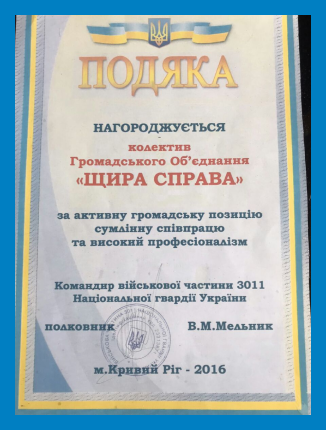 ПОДЯКА
НАГОРОДЖУЄТЬСЯ
колектив
Громадського Об'єднання
«ЩИРА СПРАВА»
за активну громадську позицію
сумлінну співпрацю
та високий професіоналізм
Командир військової частини 3011
Національної гвардії України
полковник В.М.Мельник
м.Кривий Ріг - 2016